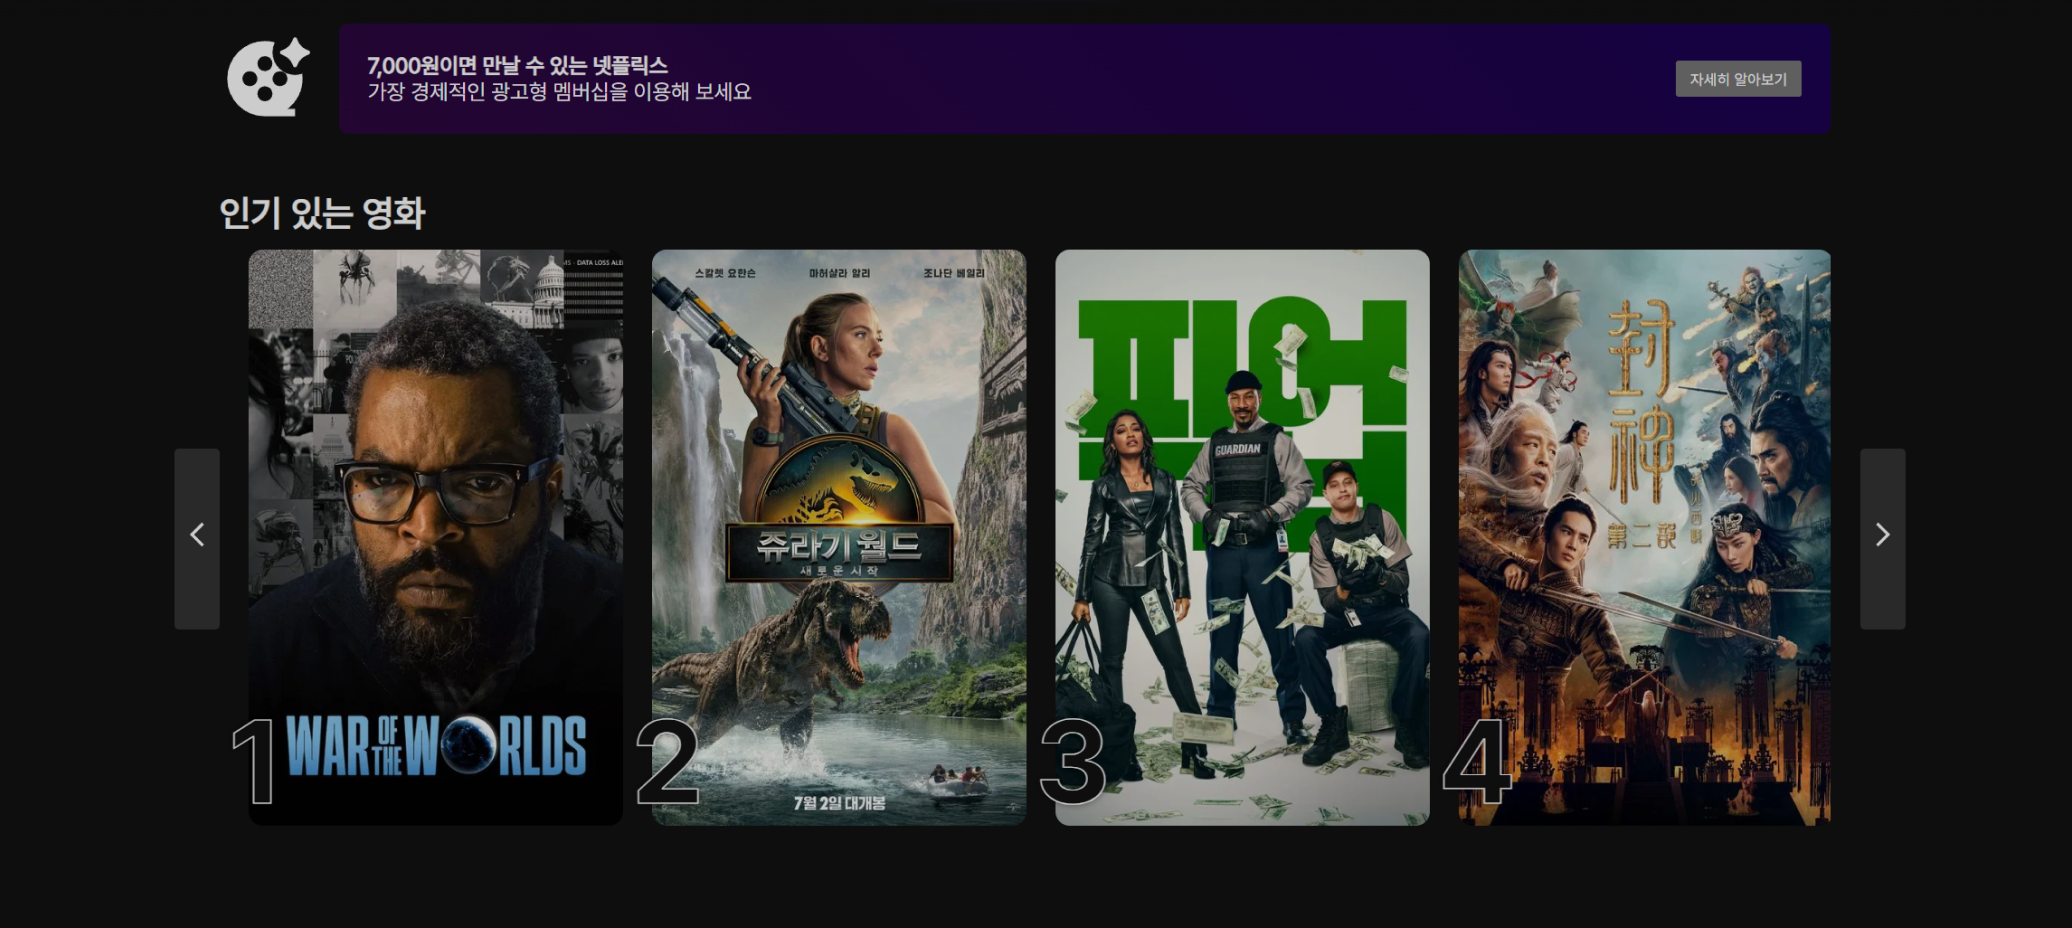 7,000원이면 만날 수 있는 넷플릭스
가장 경제적인 광고형 멤버십을 이용해 보세요
자세히 알아보기
인기 있는 영화
DATA LOSS
WAR OF THE WORLDS
1
스칼렛 요한슨 마허샬라 알리 조나단 베일리
쥬라기 월드
새로운 시작
7월 2일 대개봉
2
피업
GUARDIAN
3
封神
第二部
4